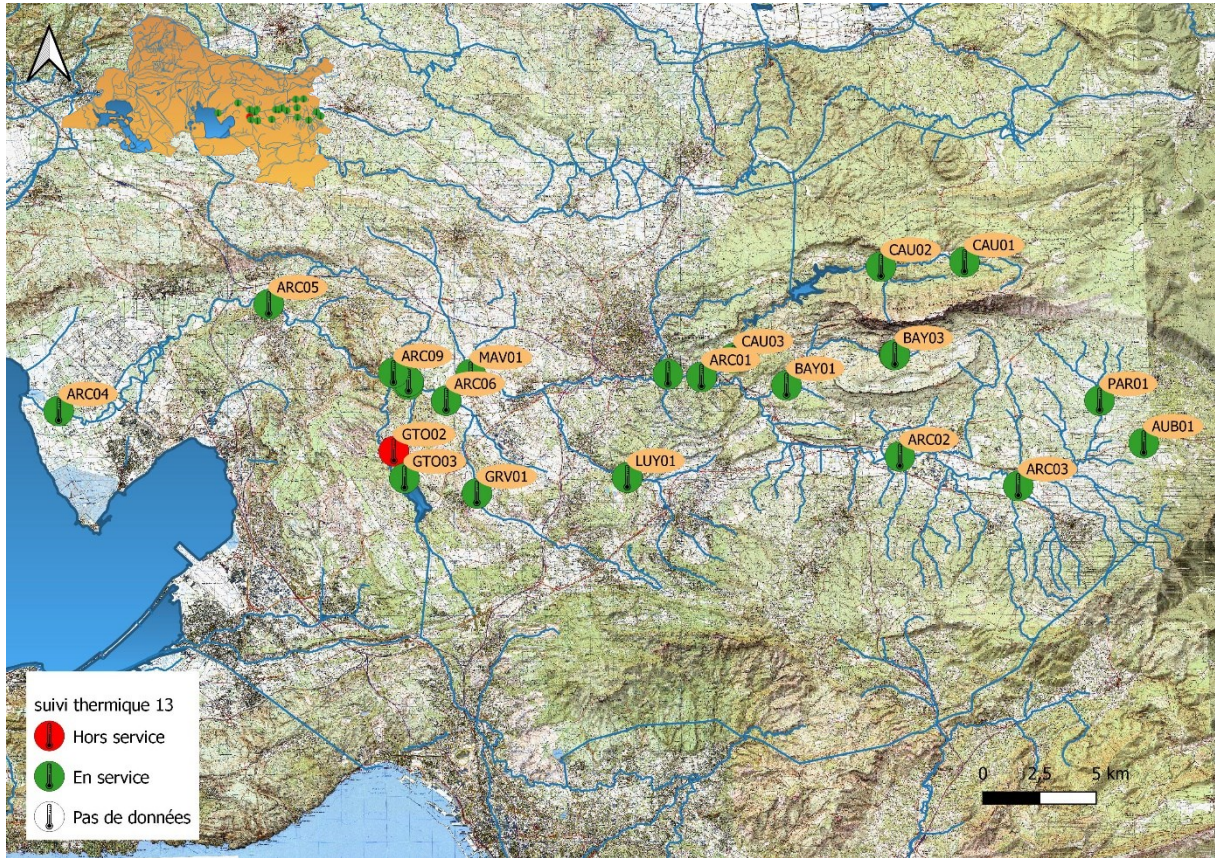 CAU02
CAU01
ARC05
CAU03
BAY03
ARC09
MAV01
ARC01
BAY01
ARC04
ARC06
PAR01
GTO02
ARC02
AUB01
GTO03
GRV01
LUY01
ARC03
suivi thermique 13
Hors service
En service
Pas de données
0 2,5 5 km